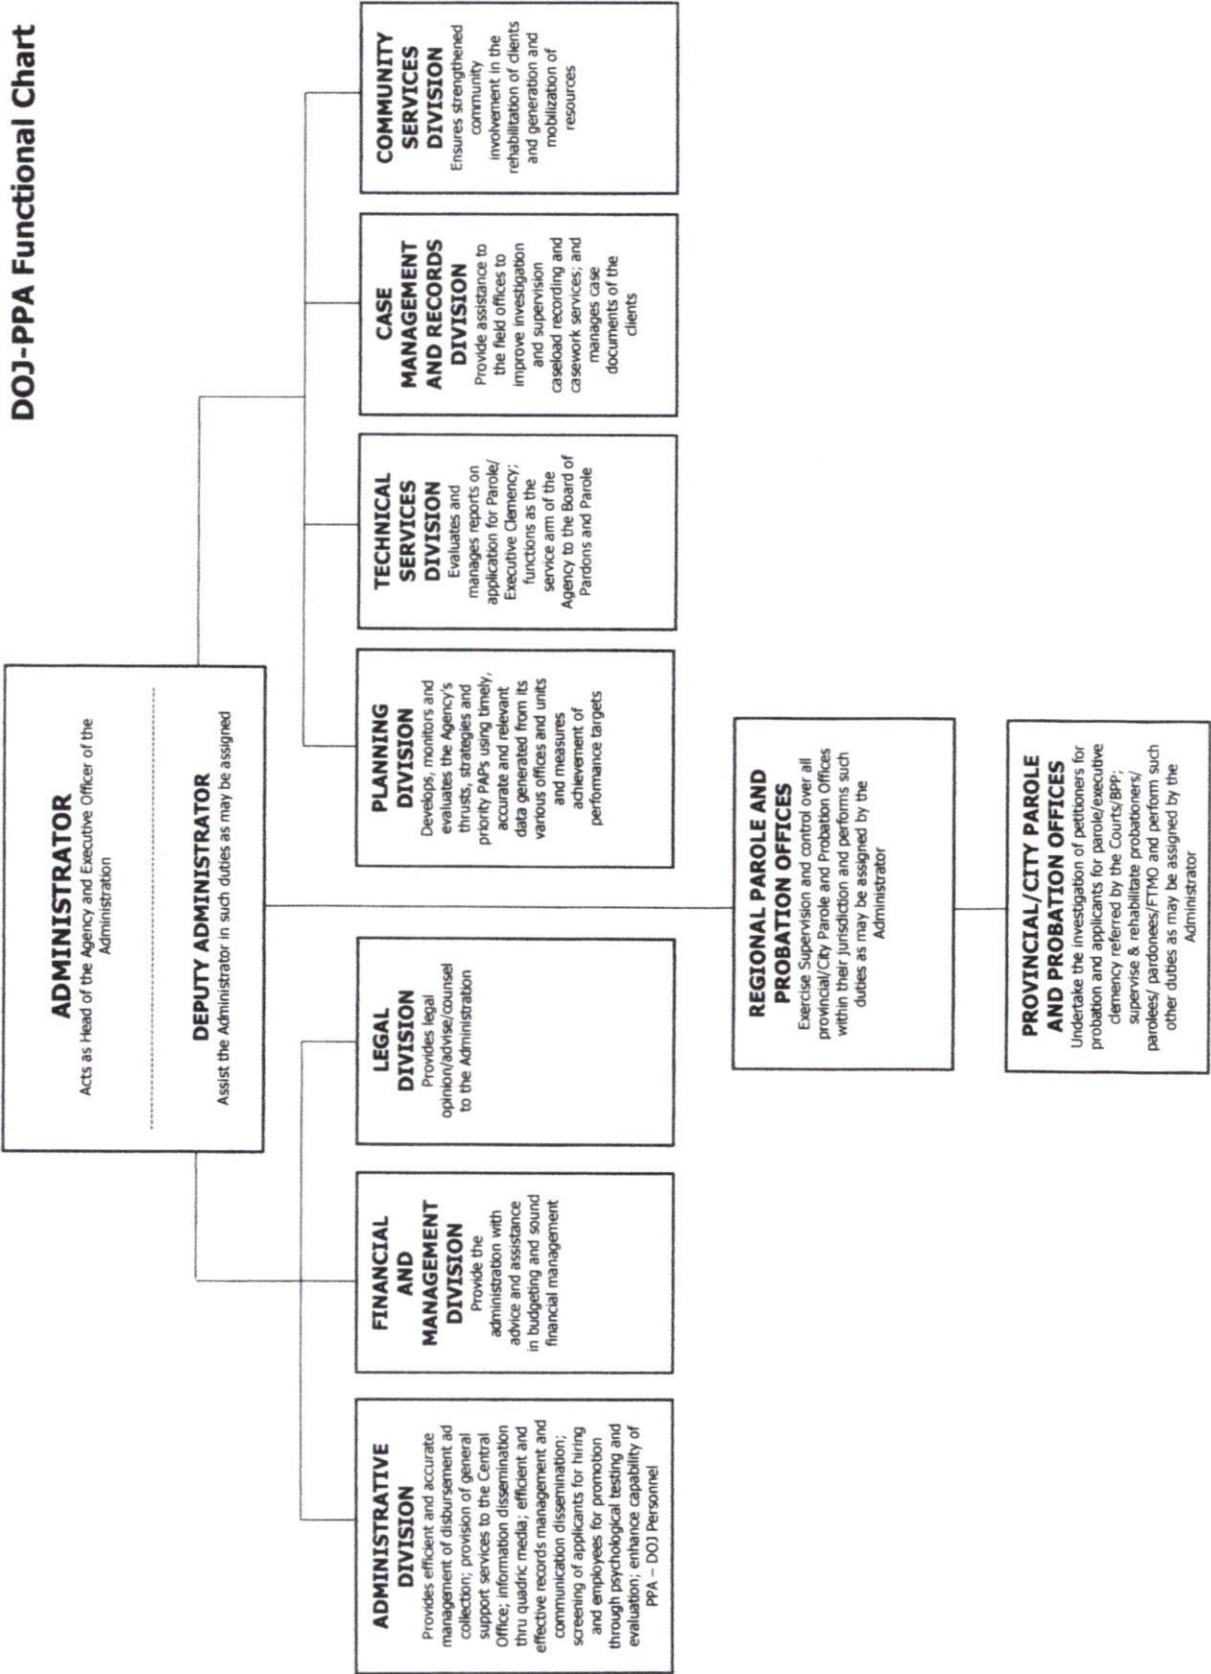 DOJ-PPA Functional Chart
ADMINISTRATOR
Acts as Head of the Agency and Executive Officer of the
Administration
DEPUTY ADMINISTRATOR
Assist the Administrator in such duties as may be assigned
ADMINISTRATIVE
DIVISION
Provides efficient and accurate
management of disbursement ad
collection; provision of general
support services to the Central
Office; information dissemination
thru quadric media; efficient and
effective records management and
communication dissemination;
screening of applicants for hiring
and employees for promotion
through psychological testing and
evaluation; enhance capability of
PPA – DOJ Personnel
FINANCIAL
AND
MANAGEMENT
DIVISION
Provide the
administration with
advice and assistance
in budgeting and sound
financial management
LEGAL
DIVISION
Provides legal
opinion/advise/counsel
to the Administration
PLANNING
DIVISION
Develops, monitors and
evaluates the Agency's
thrusts, strategies and
priority PAPs using timely,
accurate and relevant
data generated from its
various offices and units
and measures
achievement of
performance targets
TECHNICAL
SERVICES
DIVISION
Evaluates and
manages reports on
application for Parole/
Executive Clemency;
functions as the
service arm of the
Agency to the Board of
Pardons and Parole
CASE
MANAGEMENT
AND RECORDS
DIVISION
Provide assistance to
the field offices to
improve investigation
and supervision
caseload recording and
casework services; and
manages case
documents of the
clients
COMMUNITY
SERVICES
DIVISION
Ensures strengthened
community
involvement in the
rehabilitation of clients
and generation and
mobilization of
resources
REGIONAL PAROLE AND
PROBATION OFFICES
Exercise Supervision and control over all
provincial/City Parole and Probation Offices
within their jurisdiction and performs such
duties as may be assigned by the
Administrator
PROVINCIAL/CITY PAROLE
AND PROBATION OFFICES
Undertake the investigation of petitioners for
probation and applicants for parole/executive
clemency referred by the Courts/BPP;
supervise & rehabilitate probationers/
parolees/ pardonees/FTMO and perform such
other duties as may be assigned by the
Administrator